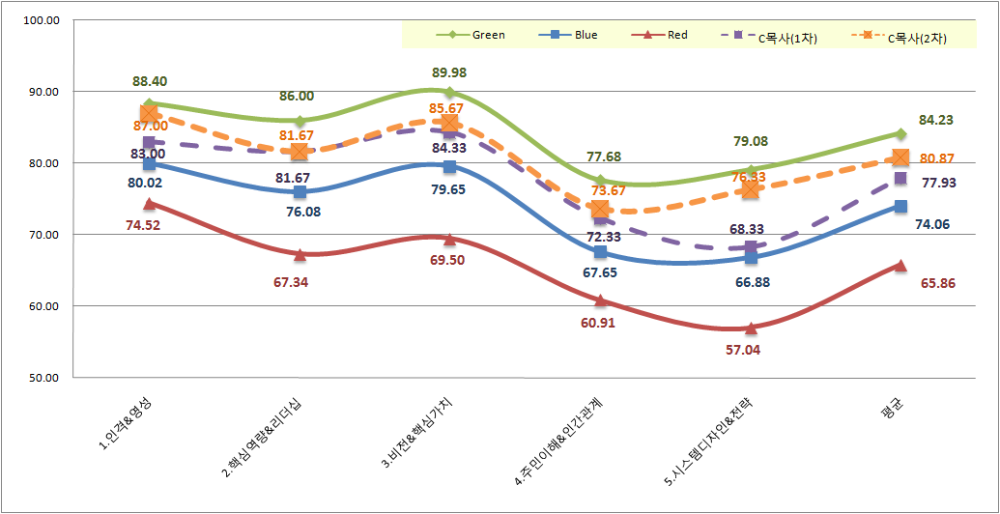 100.00
90.00
80.00
70.00
60.00
50.00
Green Blue Red C목사(1차) C목사(2차)
88.40 86.00 89.98 77.68 79.08 84.23
87.00 81.67 85.67 73.67 76.33 80.87
83.00 81.67 84.33 72.33 68.33 77.93
80.02 76.08 79.65 67.65 66.88 74.06
74.52 67.34 69.50 60.91 57.04 65.86
1.인격&영성
2.핵심역량&리더십
3.비전&핵심가치
4.주민이해&인간관계
5.시스템디자인&전략
평균